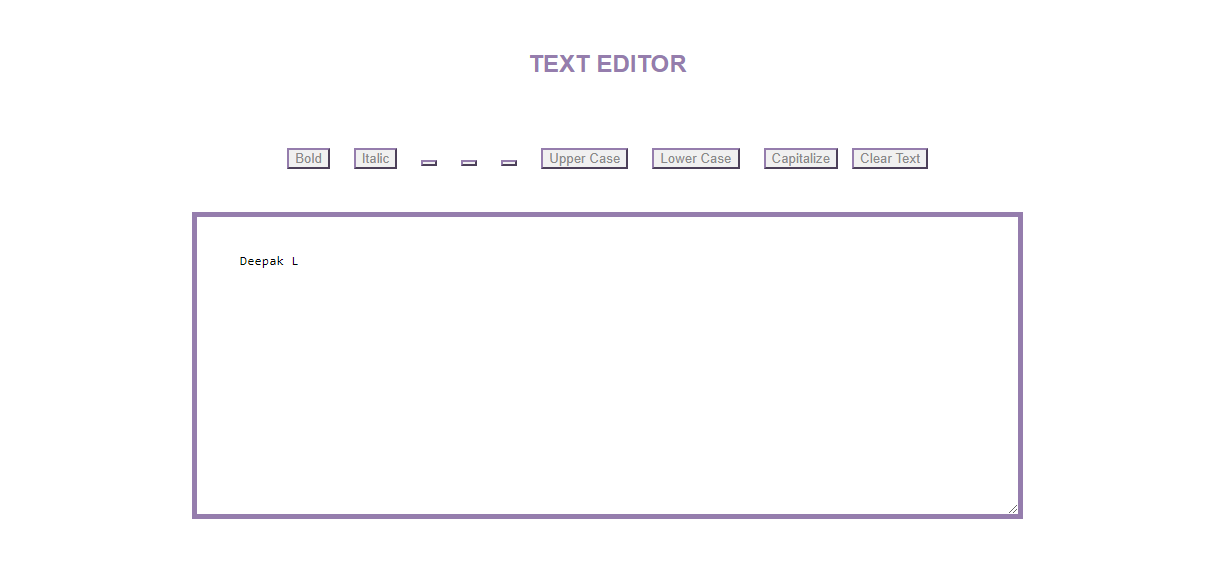 TEXT EDITOR
Bold Italic Upper Case Lower Case Capitalize Clear Text
Deepak L